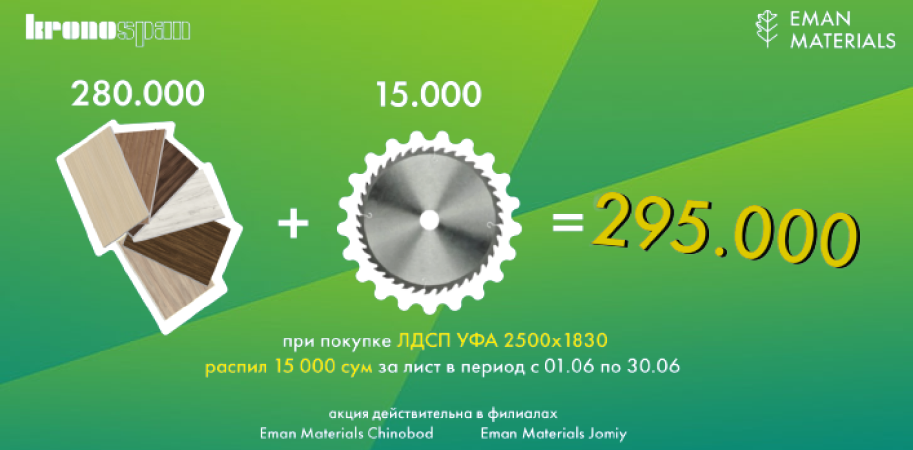 kronospan
EMAN
MATERIALS
280.000
15.000
+
= 295.000
при покупке ЛДСП УФА 2500x1830
распил 15 000 сум за лист в период с 01.06 по 30.06
акция действительна в филиалах
Eman Materials Chinobod Eman Materials Jomiy